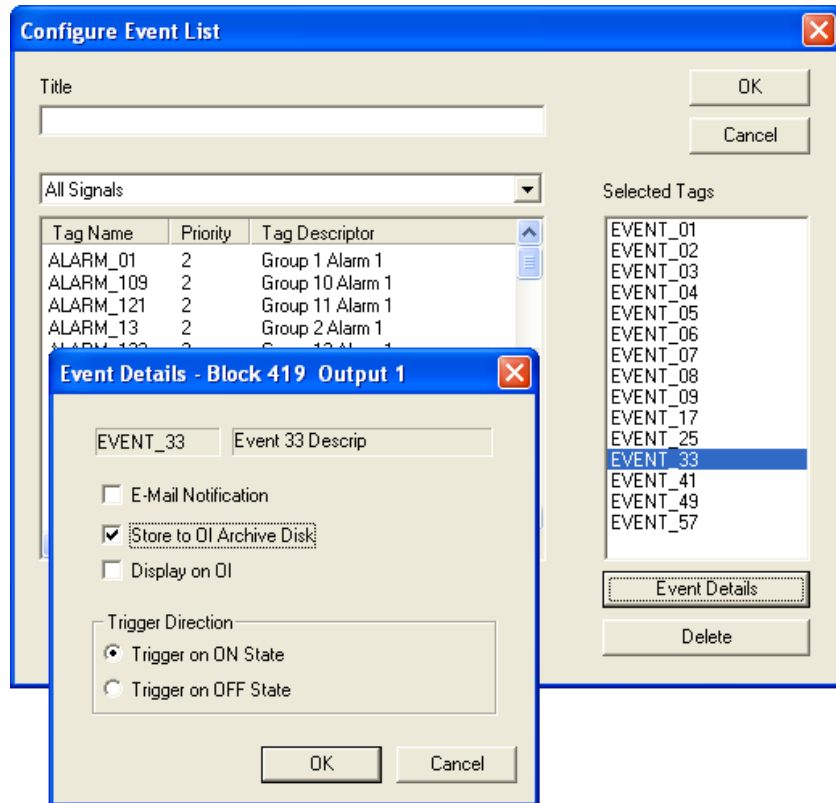 Configure Event List
Title
OK
Cancel
All Signals
Selected Tags
Tag Name Priority Tag Descriptor
ALARM_01 2 Group 1 Alarm 1
ALARM_109 2 Group 10 Alarm 1
ALARM_121 2 Group 11 Alarm 1
ALARM_13 2 Group 2 Alarm 1
EVENT_01
EVENT_02
EVENT_03
EVENT_04
EVENT_05
EVENT_06
EVENT_07
EVENT_08
EVENT_09
EVENT_17
EVENT_25
EVENT_33
EVENT_41
EVENT_49
EVENT_57
Event Details
Delete
Event Details - Block 419 Output 1
EVENT_33 Event 33 Descrip
E-Mail Notification
Store to OI Archive Disk
Display on OI
Trigger Direction
Trigger on ON State
Trigger on OFF State
OK Cancel